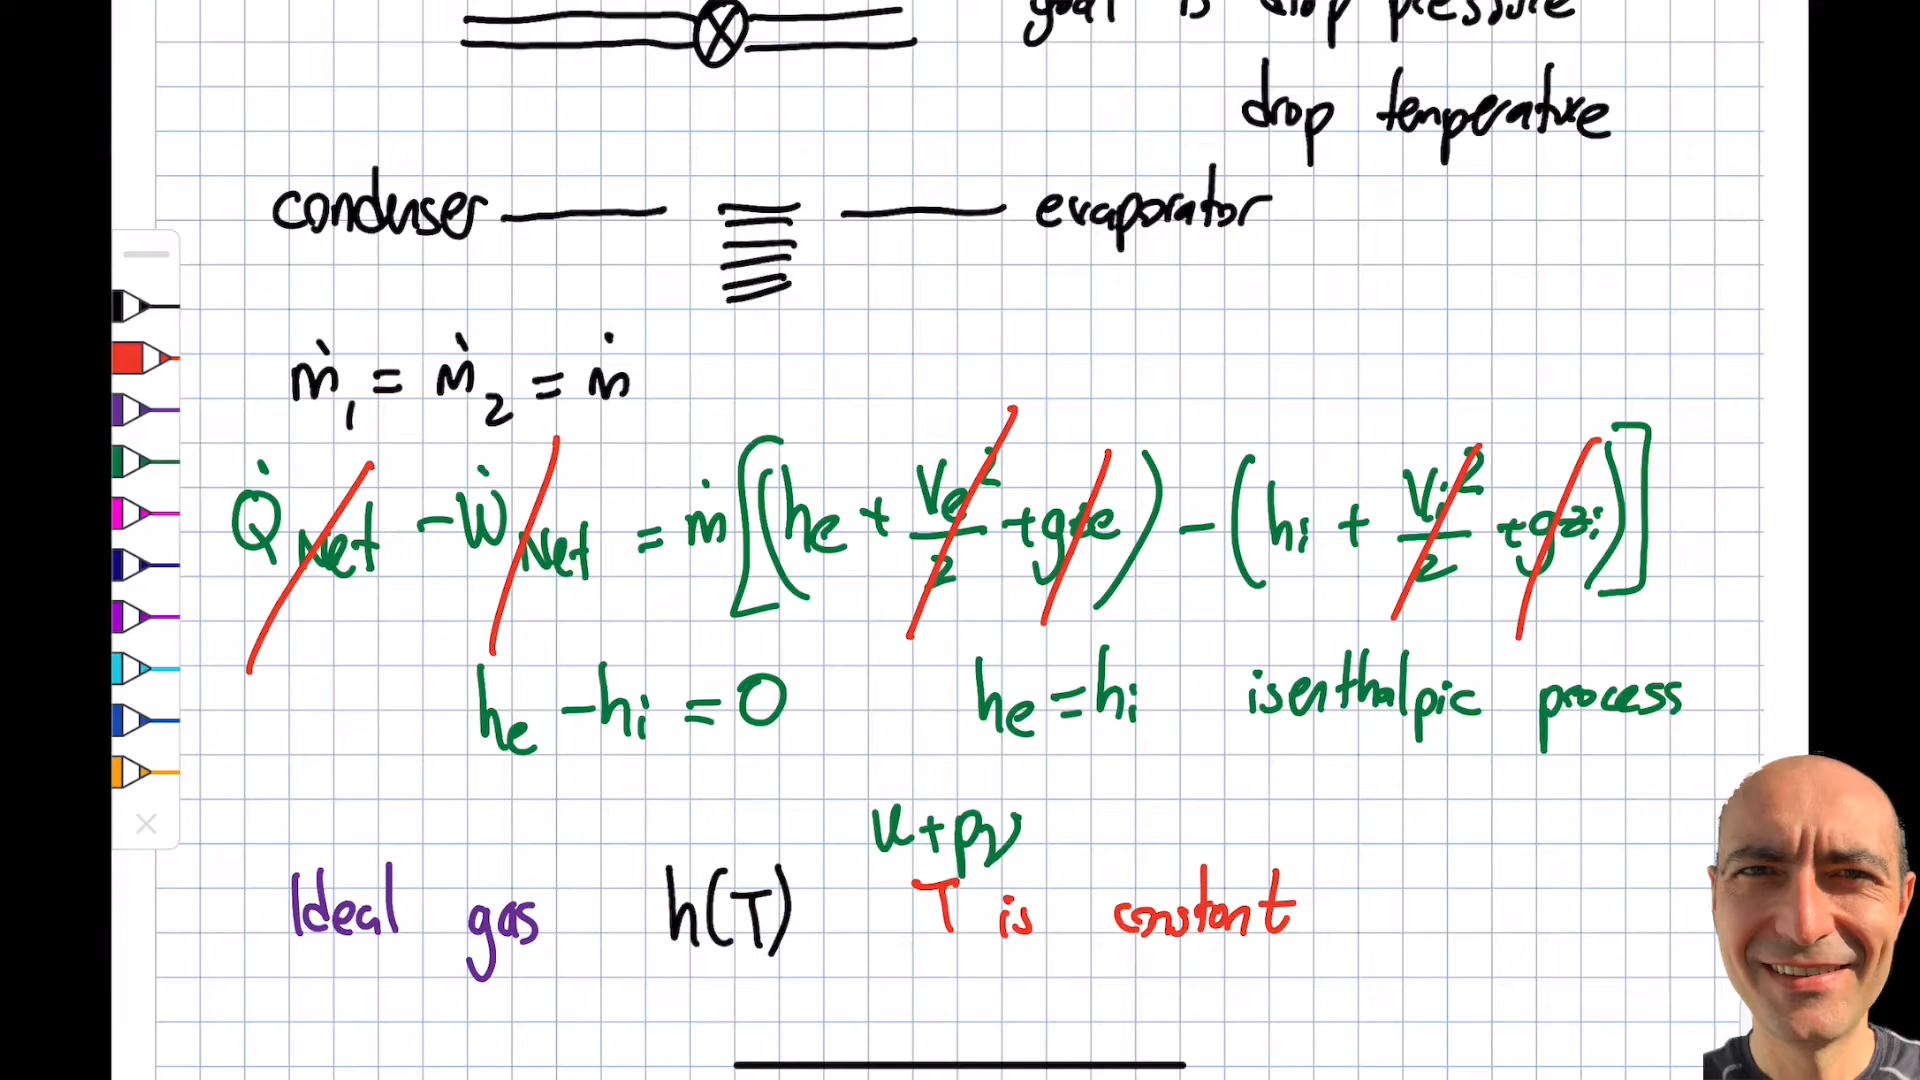 goal is drop pressure
drop temperature
condenser evaporator
ṁ₁ = ṁ₂ = ṁ
Q̇Net - ẆNet = ṁ[(he + Ve²/2 + gze) - (hi + Vi²/2 + gzi)]
he - hi = 0 he = hi isenthalpic process
u + pv
Ideal gas h(T) T is constant